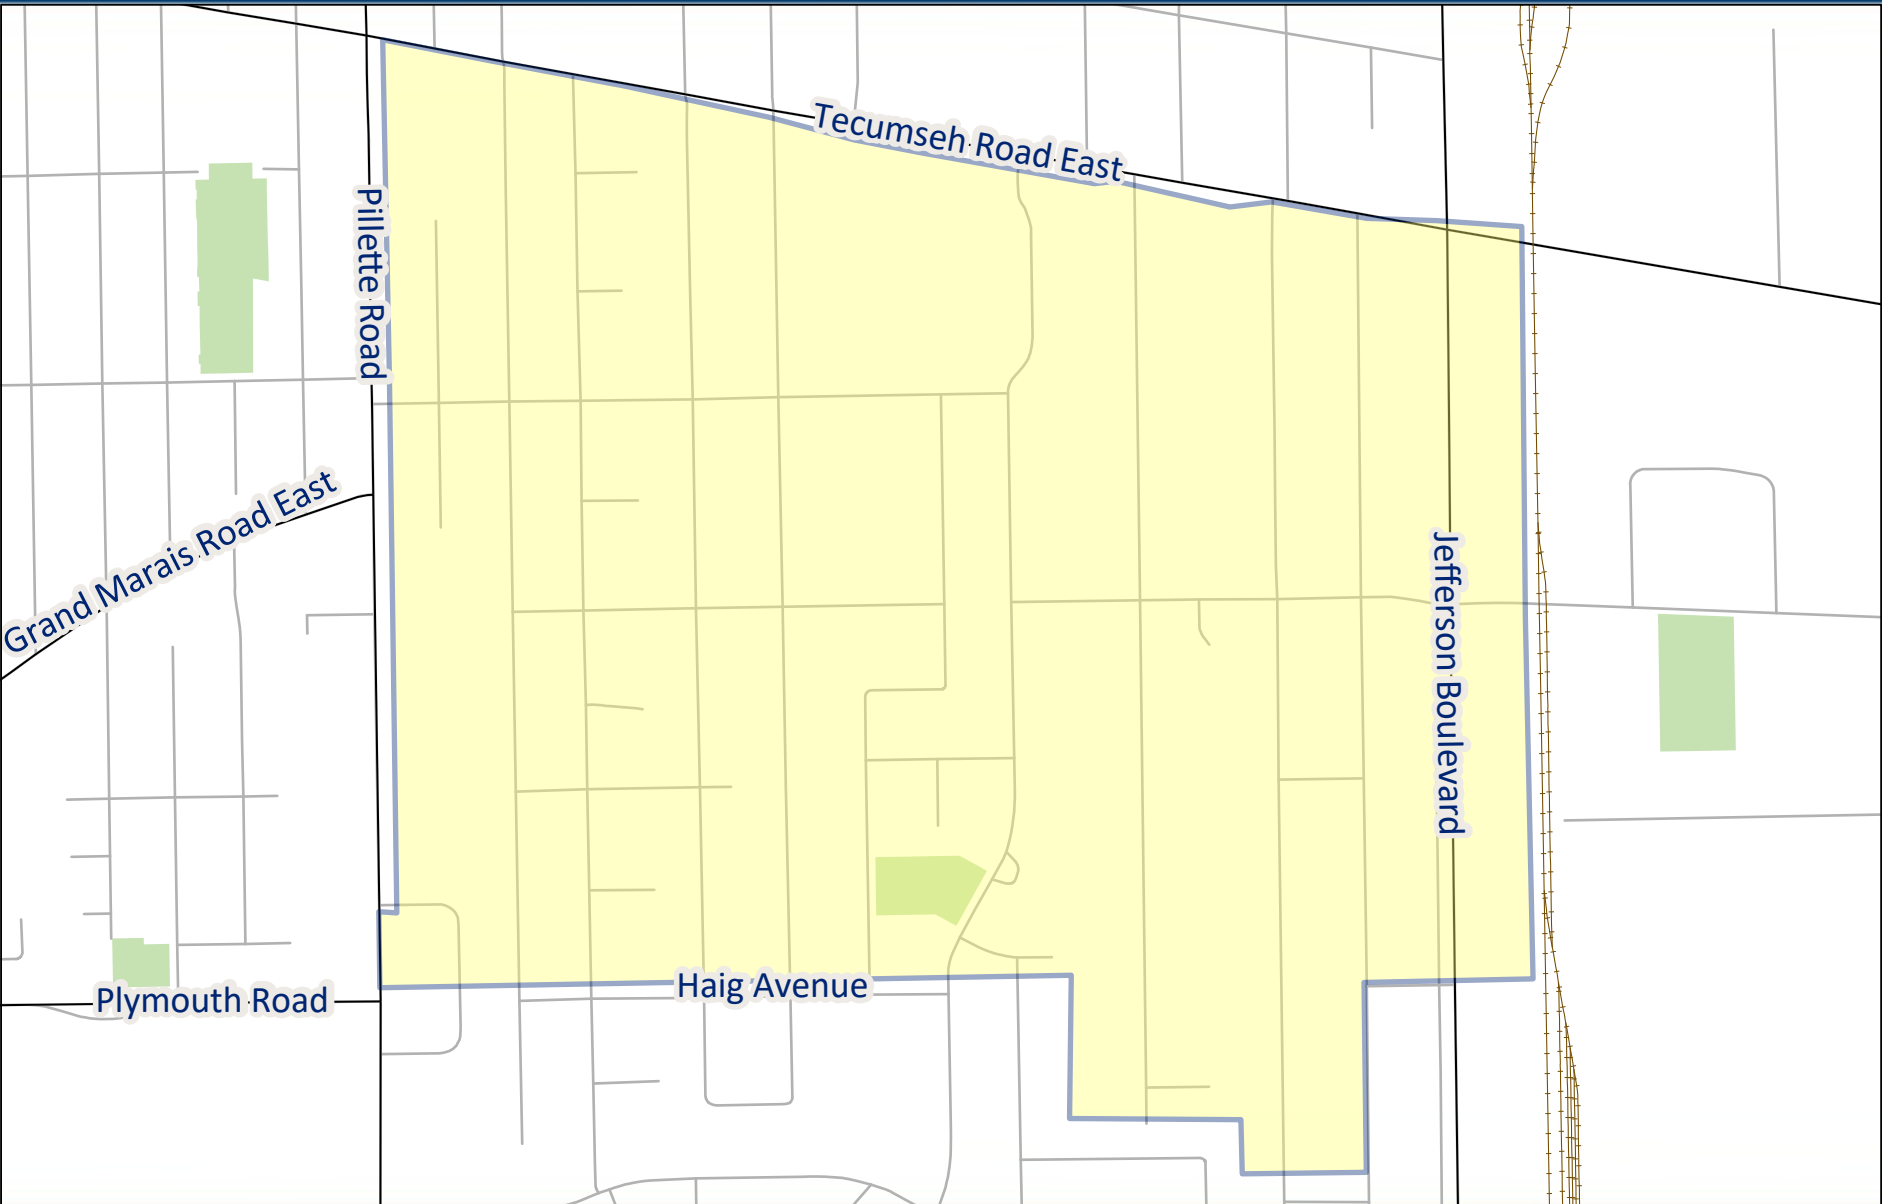 Tecumseh Road East
Pillette Road
Grand Marais Road East
Jefferson Boulevard
Haig Avenue
Plymouth Road